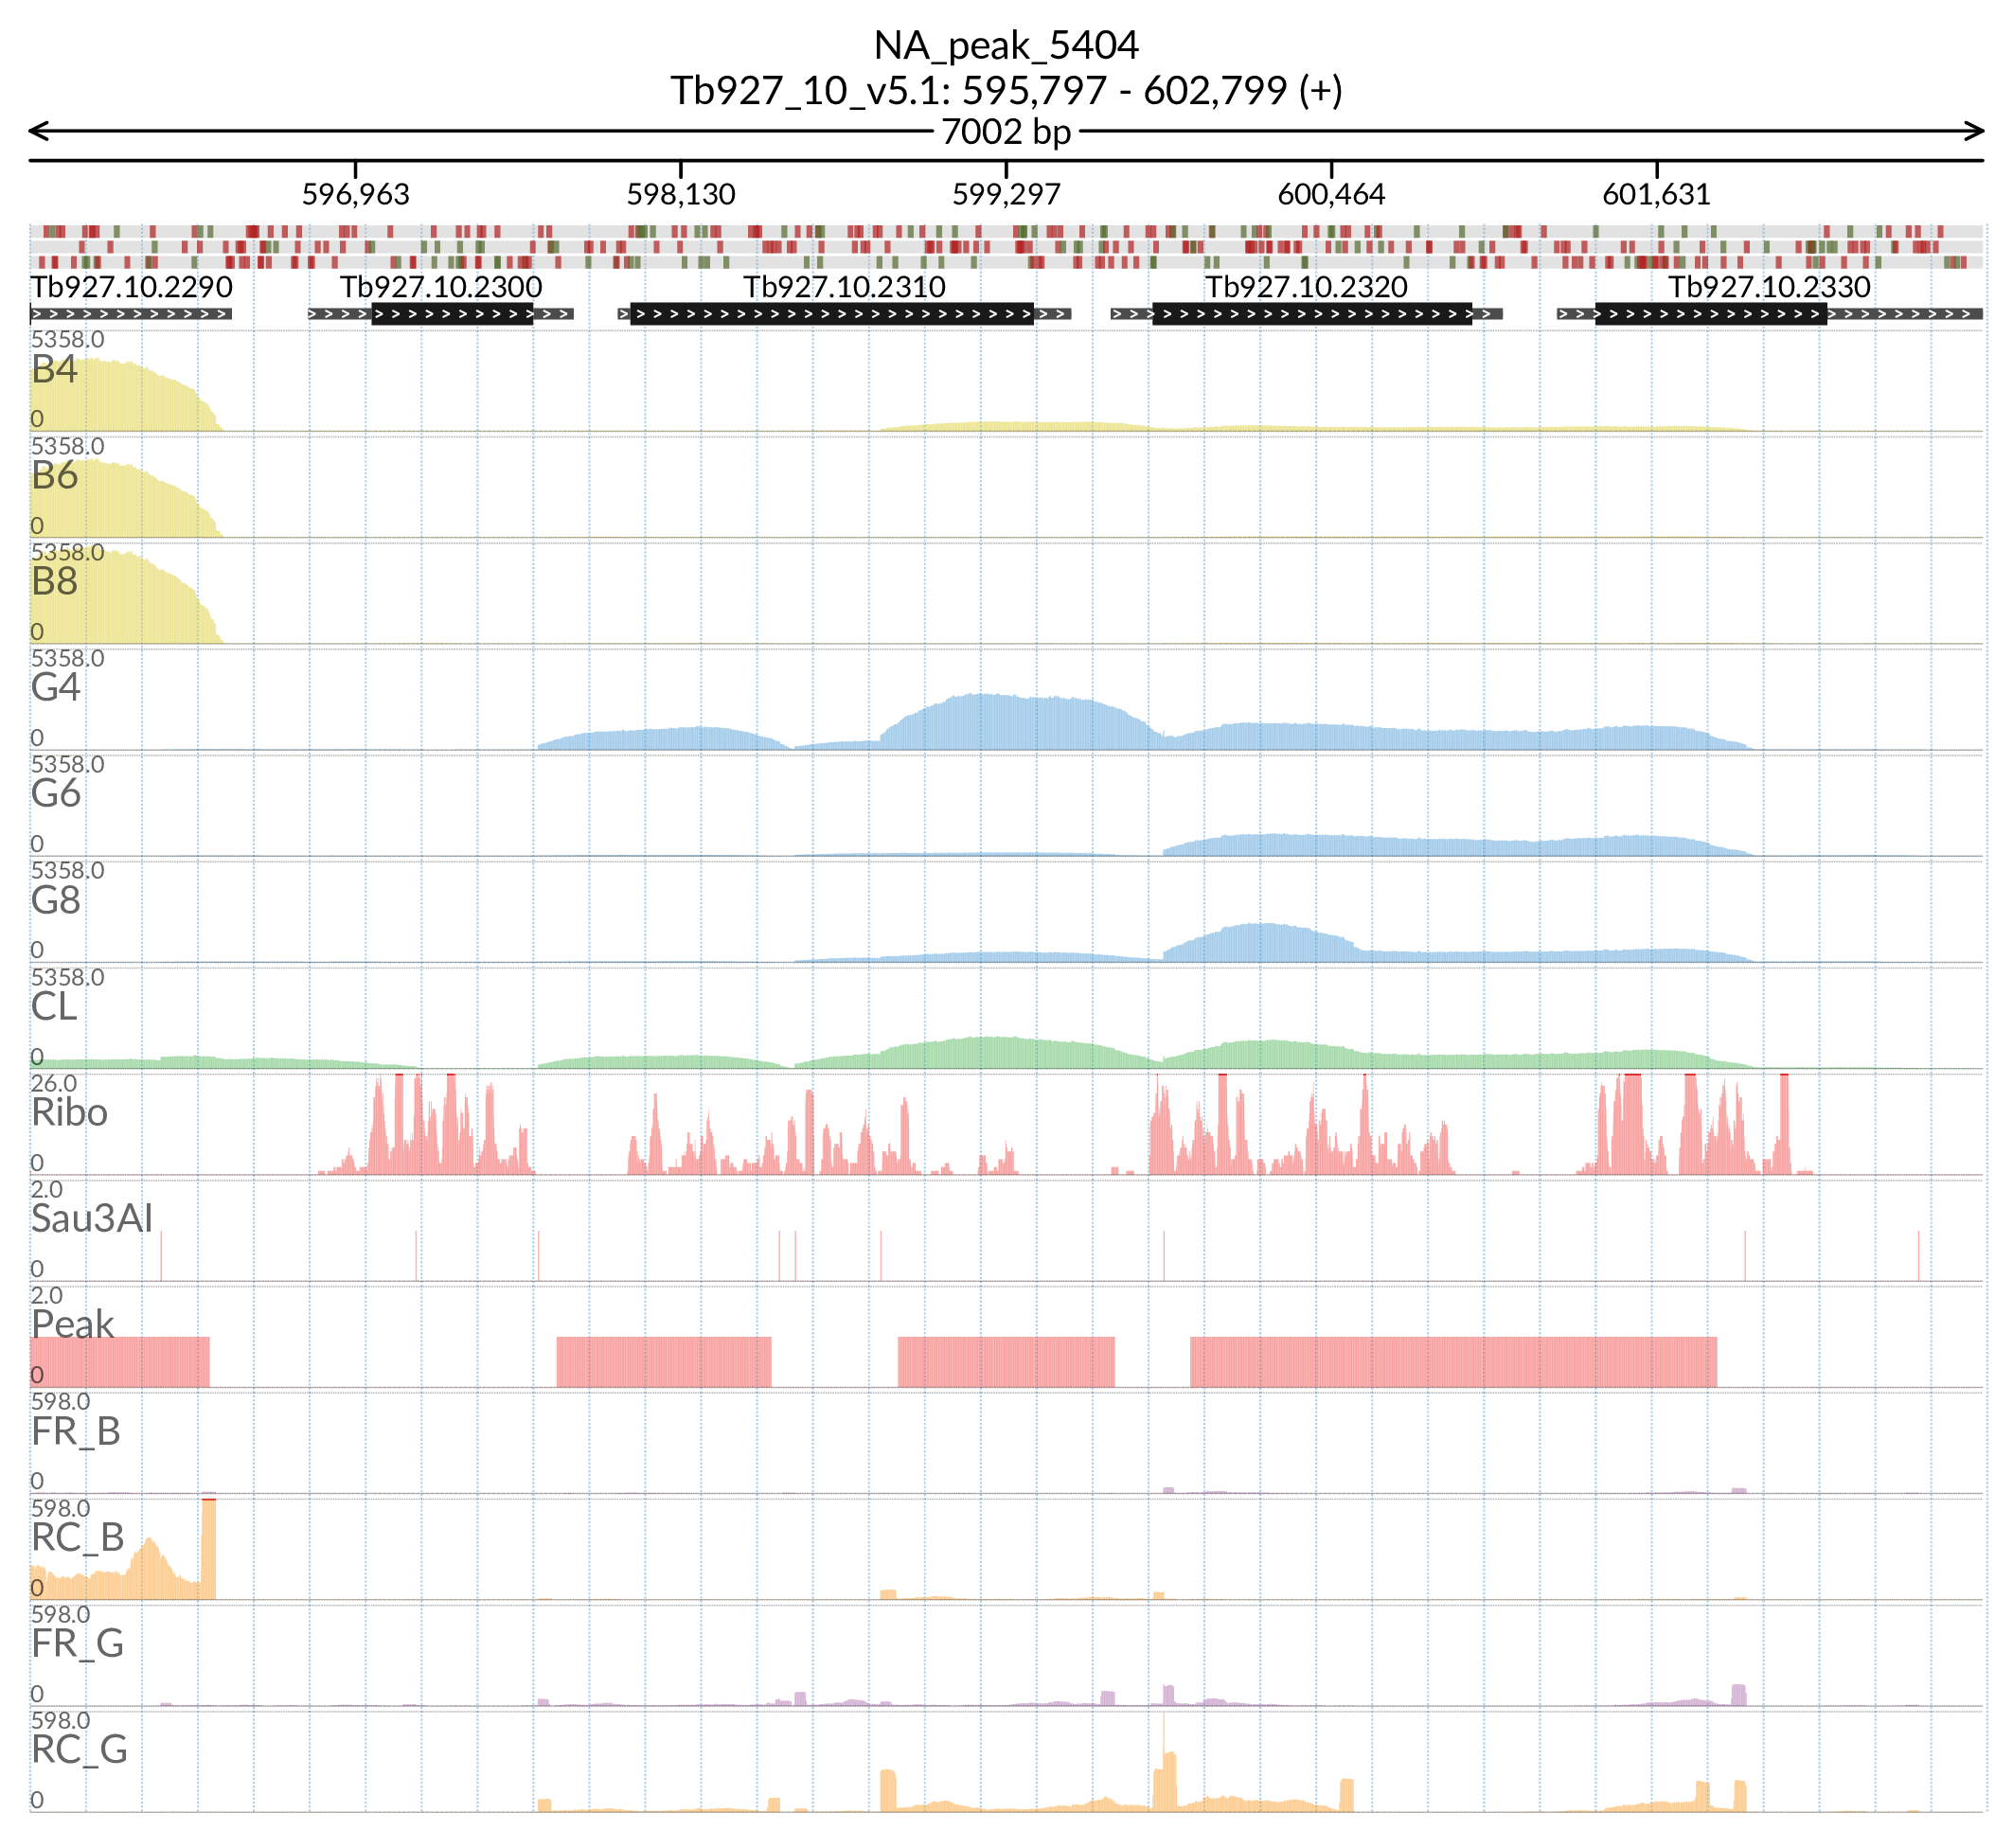 NA_peak_5404
Tb927_10_v5.1: 595,797 - 602,799 (+)
7002 bp
596,963 598,130 599,297 600,464 601,631
Tb927.10.2290 Tb927.10.2300 Tb927.10.2310 Tb927.10.2320 Tb927.10.2330
5358.0
B4
0
5358.0
B6
0
5358.0
B8
0
5358.0
G4
0
5358.0
G6
0
5358.0
G8
0
5358.0
CL
0
26.0
Ribo
0
2.0
Sau3AI
0
2.0
Peak
0
598.0
FR_B
0
598.0
RC_B
0
598.0
FR_G
0
598.0
RC_G
0